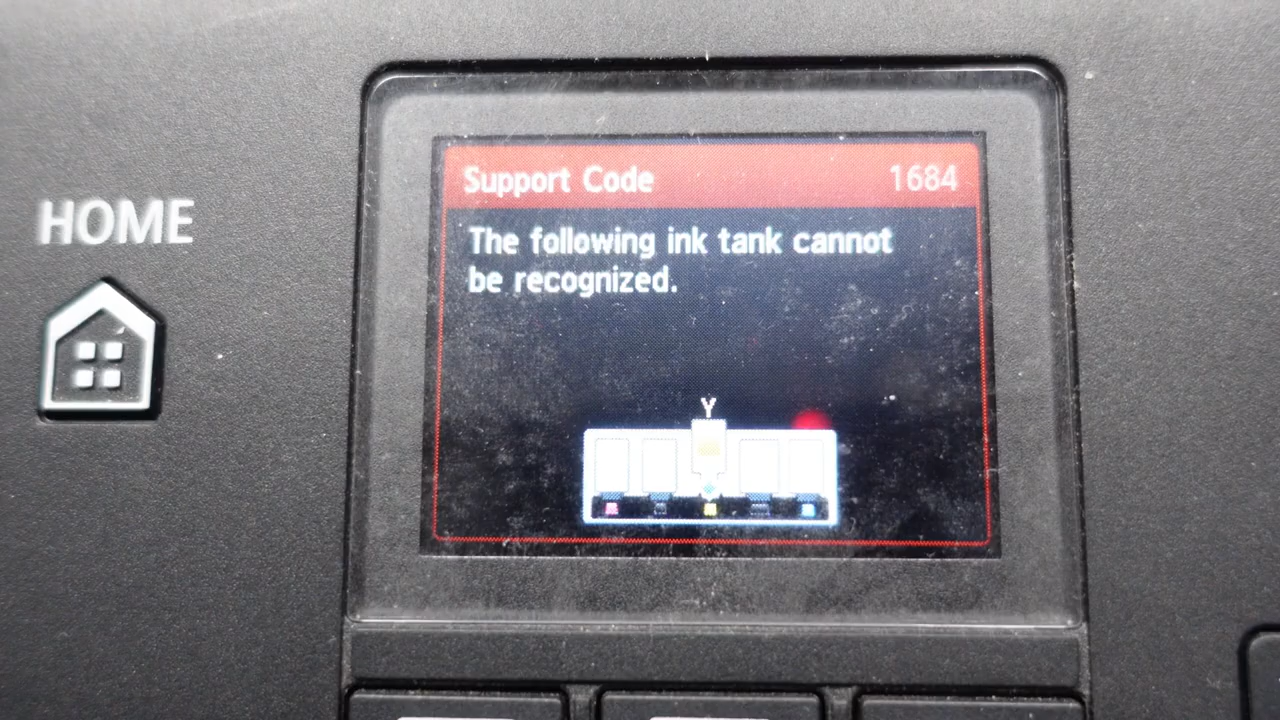 Support Code 1684
HOME
The following ink tank cannot
be recognized.
Y